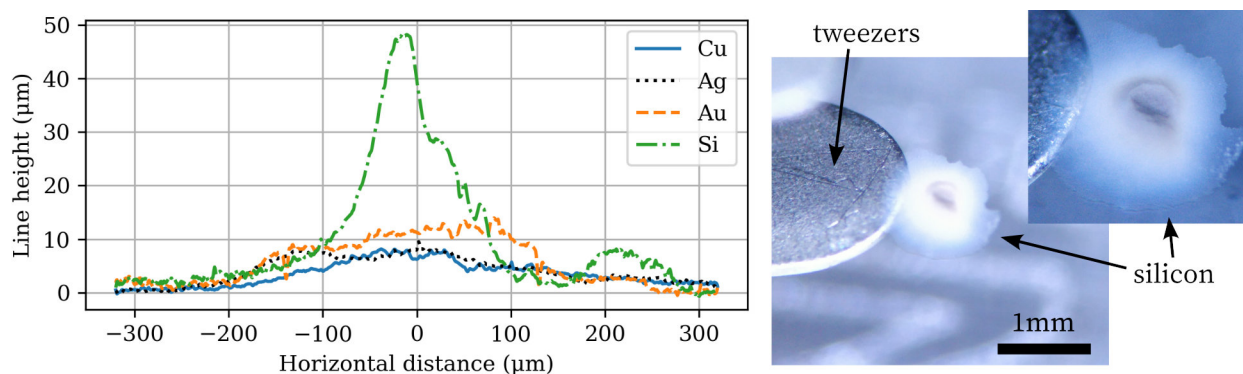 50
40
30
20
10
0
Line height (μm)
−300
−200
−100
0
100
200
300
Horizontal distance (μm)
Cu
Ag
Au
Si
tweezers
silicon
1mm